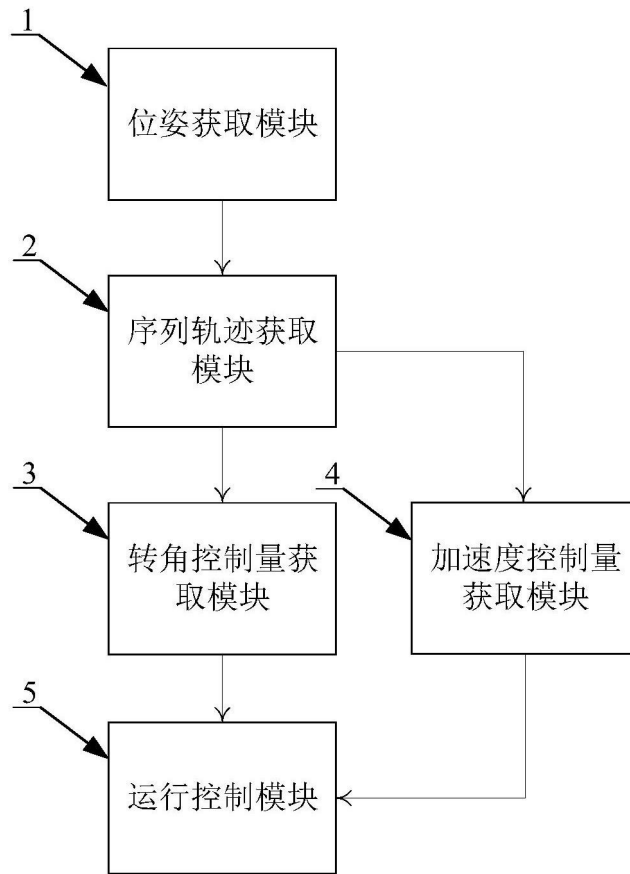 1
位姿获取模块
2
序列轨迹获取
模块
3
转角控制量获
取模块
4
加速度控制量
获取模块
5
运行控制模块